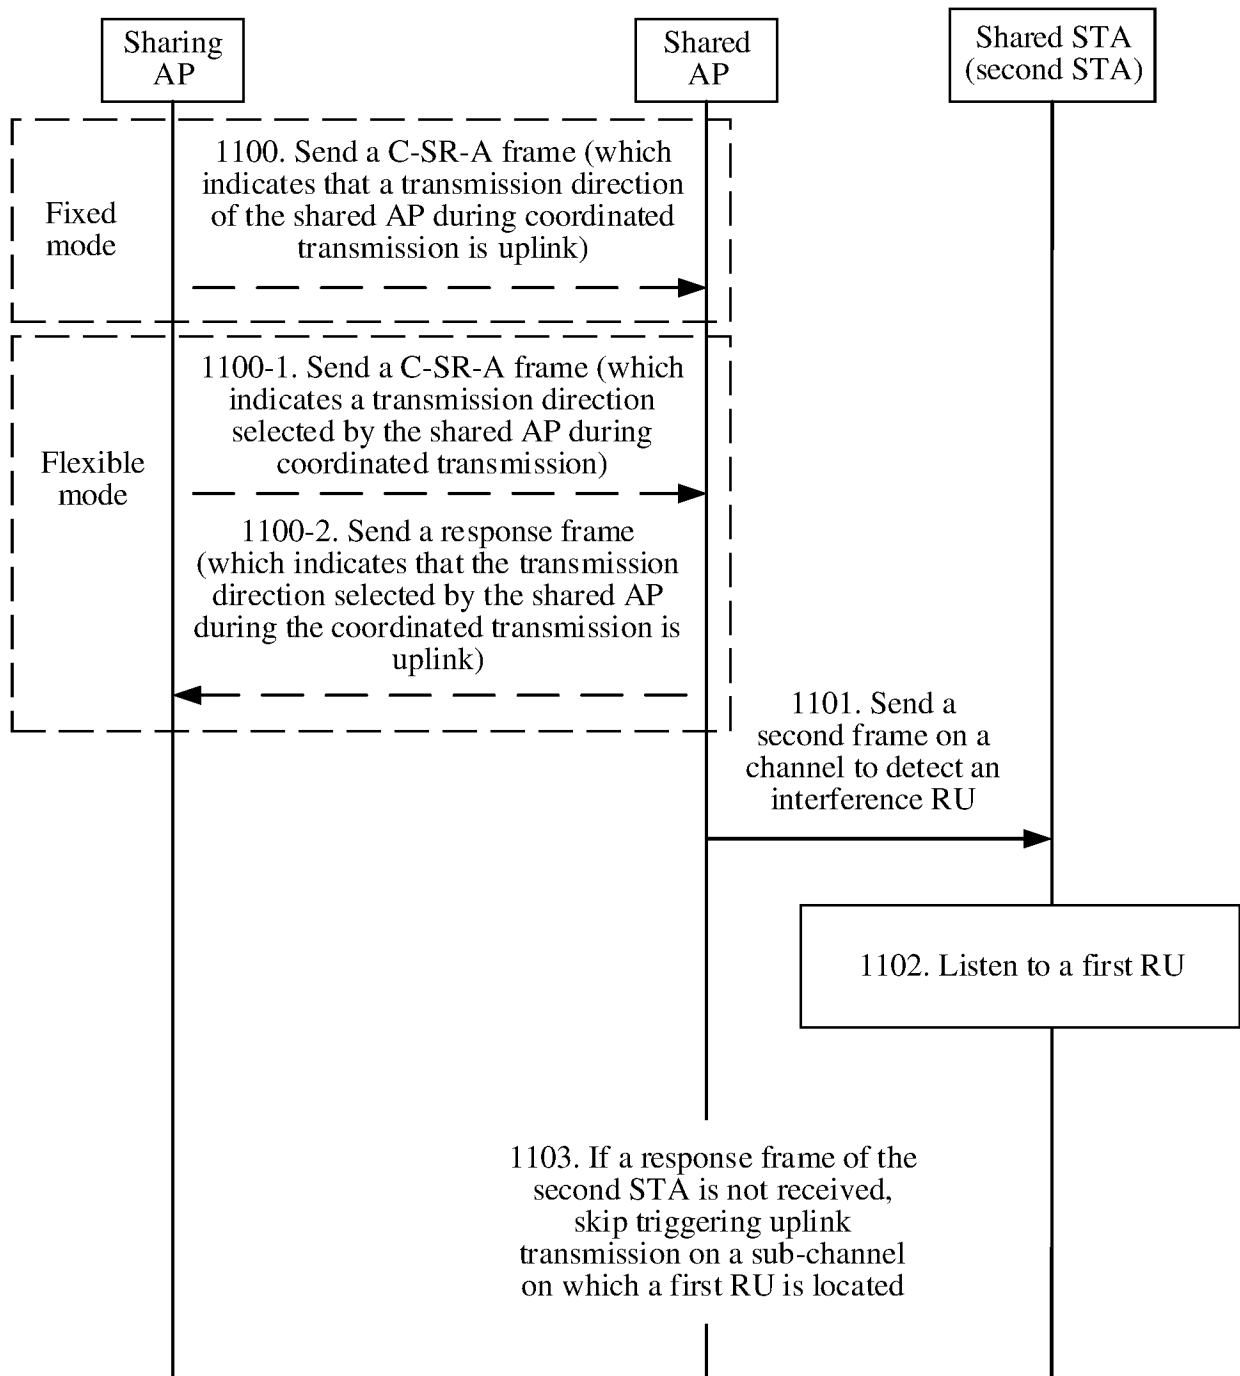 Sharing
AP
Shared
AP
Shared STA
(second STA)
Fixed
mode
1100. Send a C-SR-A frame (which
indicates that a transmission direction
of the shared AP during coordinated
transmission is uplink)
Flexible
mode
1100-1. Send a C-SR-A frame (which
indicates a transmission direction
selected by the shared AP during
coordinated transmission)
1100-2. Send a response frame
(which indicates that the transmission
direction selected by the shared AP
during the coordinated transmission is
uplink)
1101. Send a
second frame on a
channel to detect an
interference RU
1102. Listen to a first RU
1103. If a response frame of the
second STA is not received,
skip triggering uplink
transmission on a sub-channel
on which a first RU is located